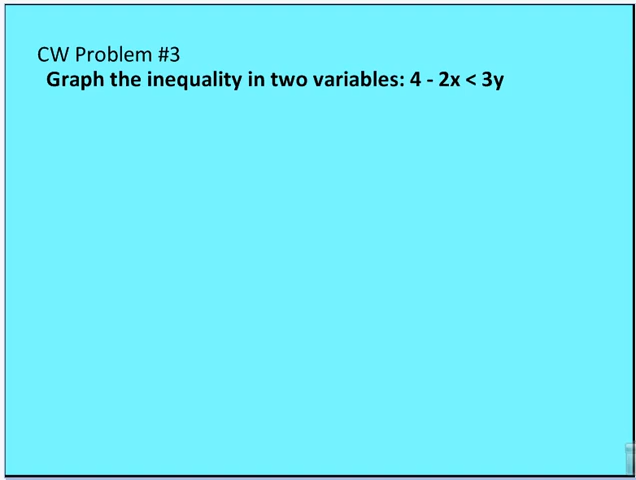 CW Problem #3
Graph the inequality in two variables: 4 - 2x < 3y